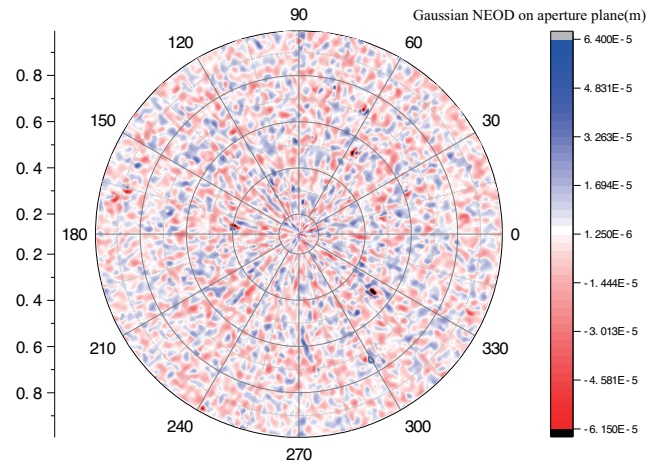 Gaussian NEOD on aperture plane(m)
90
120
60
6.400E-5
0.8
4.831E-5
150
30
0.6
3.263E-5
0.4
1.694E-5
0.2
180
0
1.250E-6
0.2
-1.444E-5
0.4
210
330
-3.013E-5
0.6
-4.581E-5
0.8
240
300
-6.150E-5
270